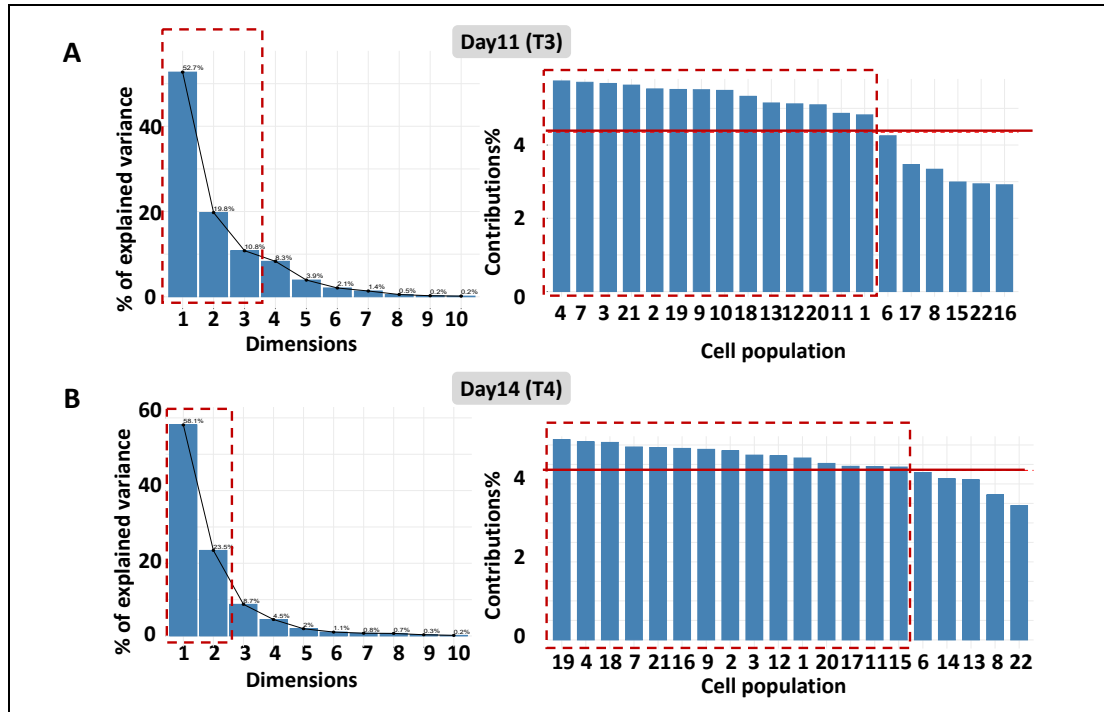 A
Day11 (T3)
% of explained variance
40
20
0
52.7%
19.8%
10.8%
8.3%
3.9%
2.1%
1.4%
0.5%
0.2%
0.2%
1 2 3 4 5 6 7 8 9 10
Dimensions
Contributions%
4
2
0
4 7 3 21 2 19 9 10 18 13 12 20 11 1 6 17 8 15 22 16
Cell population
B
Day14 (T4)
% of explained variance
60
40
20
0
58.1%
23.5%
8.7%
4.5%
2%
1.1%
0.8%
0.7%
0.3%
0.2%
1 2 3 4 5 6 7 8 9 10
Dimensions
Contributions%
4
2
0
19 4 18 7 21 16 9 2 3 12 1 20 17 11 15 6 14 13 8 22
Cell population